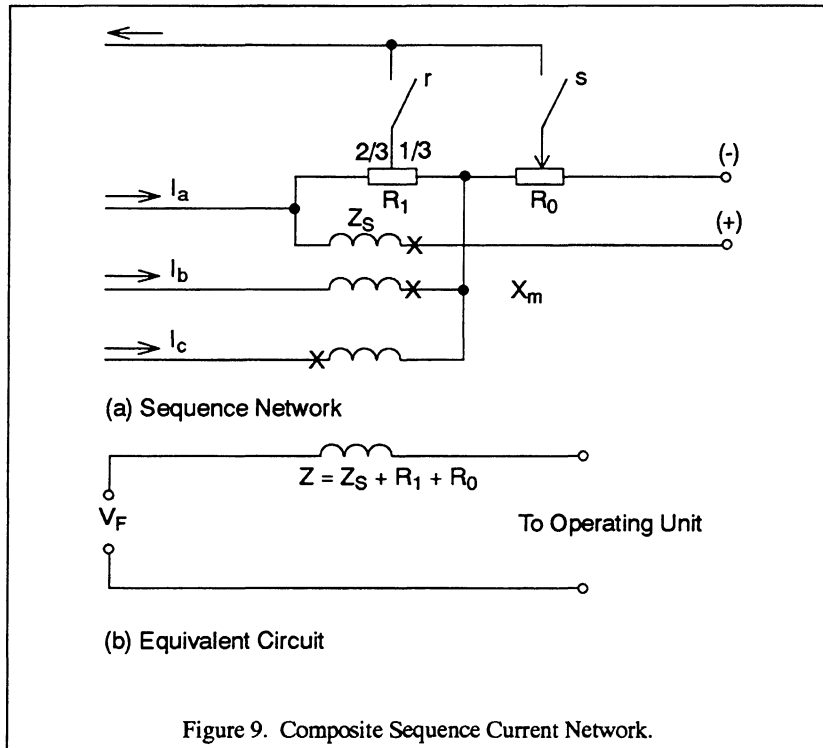 r
s
2/3 1/3
(-)
I_a
R_1
R_0
Z_S
(+)
I_b
X_m
I_c
(a) Sequence Network
Z = Z_S + R_1 + R_0
V_F
To Operating Unit
(b) Equivalent Circuit
Figure 9. Composite Sequence Current Network.